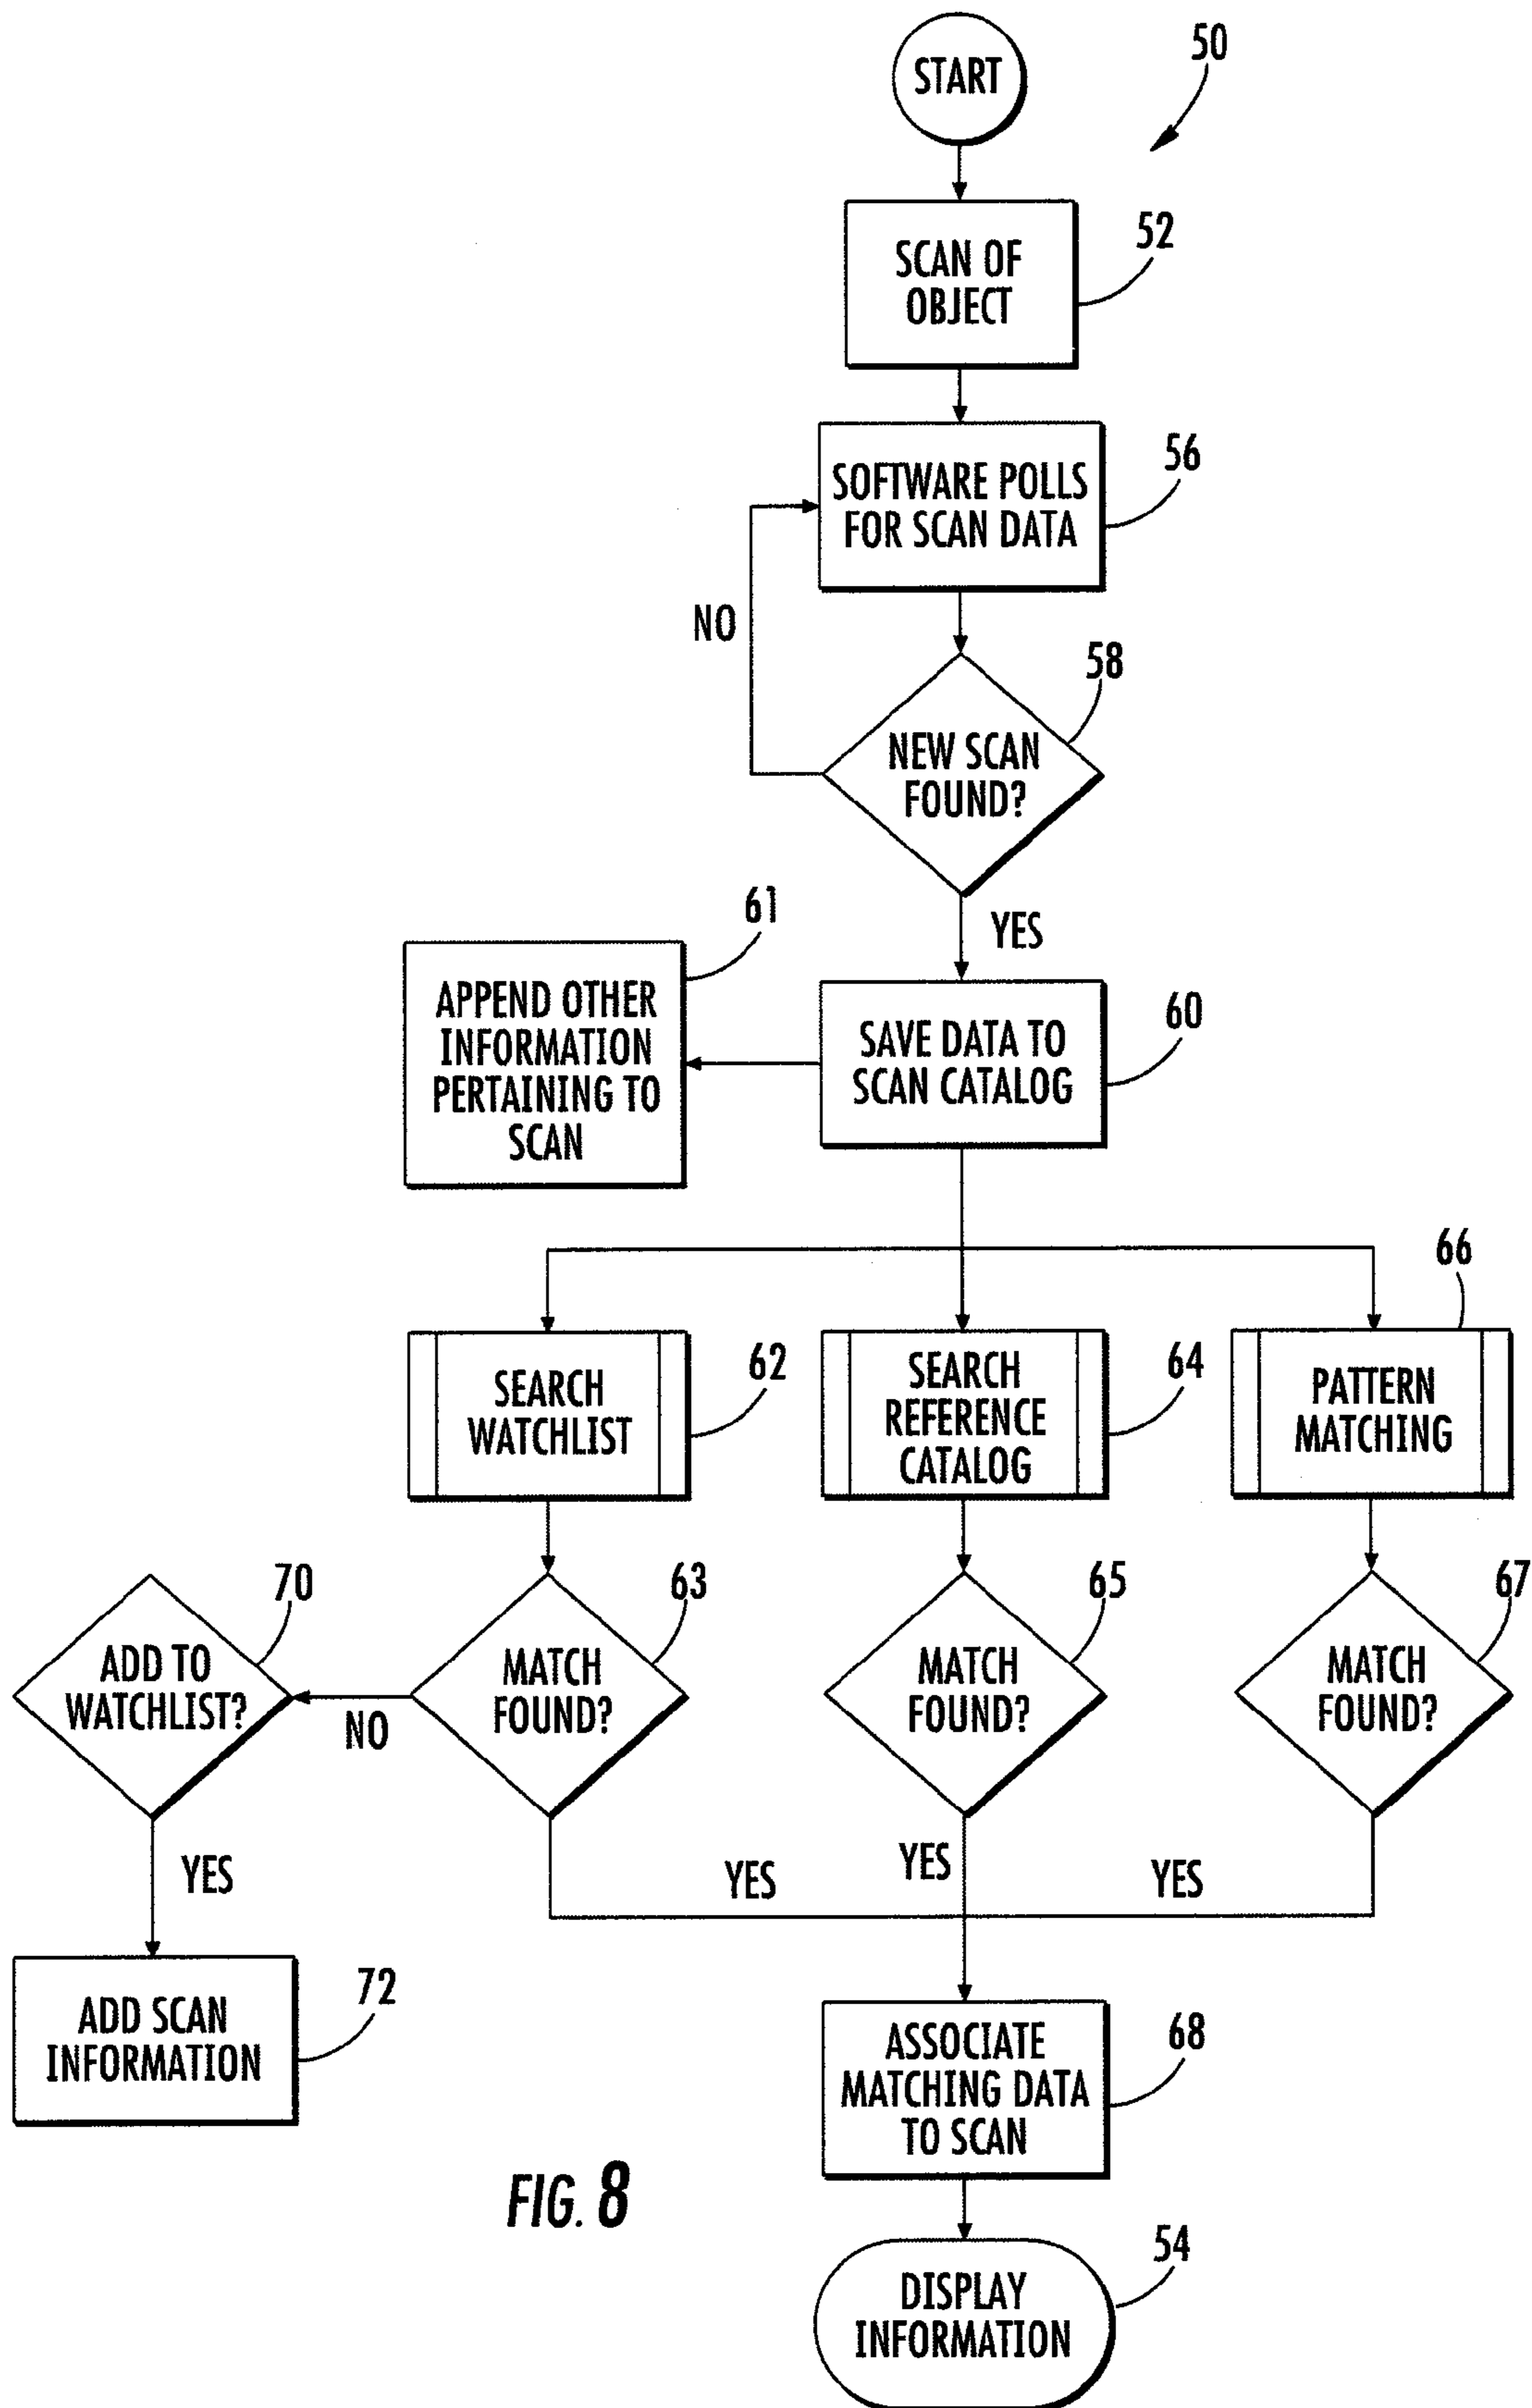 START
50
SCAN OF
OBJECT
52
SOFTWARE POLLS
FOR SCAN DATA
56
NO
NEW SCAN
FOUND?
58
YES
61
APPEND OTHER
INFORMATION
PERTAINING TO
SCAN
SAVE DATA TO
SCAN CATALOG
60
SEARCH
WATCHLIST
62
SEARCH
REFERENCE
CATALOG
64
PATTERN
MATCHING
66
ADD TO
WATCHLIST?
70
NO
MATCH
FOUND?
63
MATCH
FOUND?
65
MATCH
FOUND?
67
YES
YES
YES
YES
ADD SCAN
INFORMATION
72
ASSOCIATE
MATCHING DATA
TO SCAN
68
FIG. 8
DISPLAY
INFORMATION
54